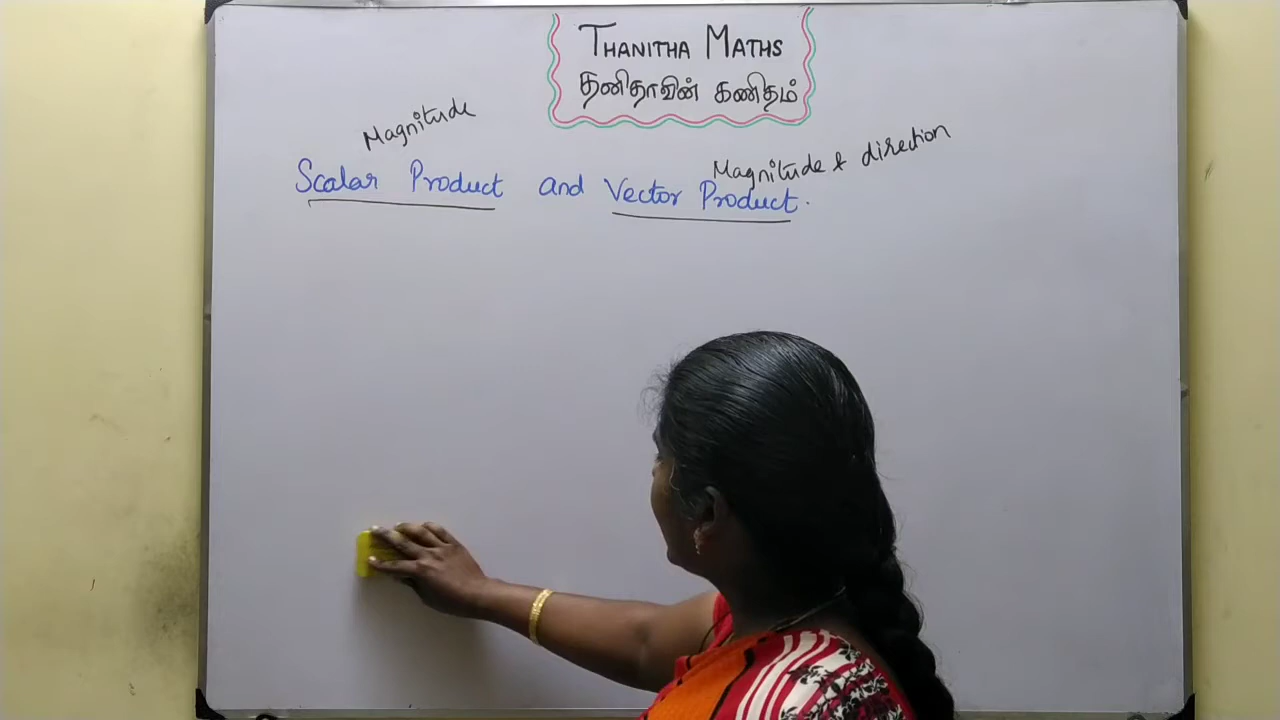 THANITHA MATHS
தனிதாவின் கணிதம்
Magnitude
Magnitude & direction
Scalar Product and Vector Product.